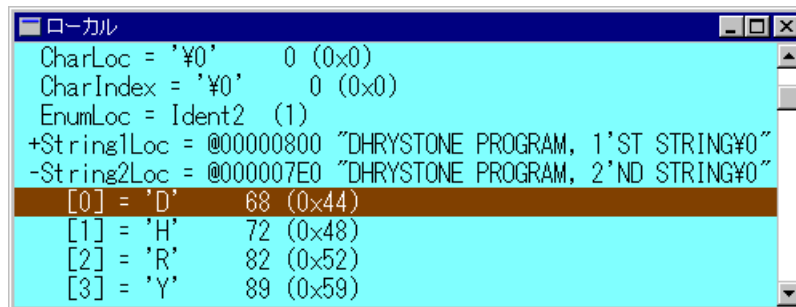 ローカル
CharLoc = '¥0'     0 (0x0)
CharIndex = '¥0'     0 (0x0)
EnumLoc = Ident2  (1)
+String1Loc = @00000800 "DHRYSTONE PROGRAM, 1'ST STRING¥0"
-String2Loc = @000007E0 "DHRYSTONE PROGRAM, 2'ND STRING¥0"
[0] = 'D'     68 (0x44)
[1] = 'H'     72 (0x48)
[2] = 'R'     82 (0x52)
[3] = 'Y'     89 (0x59)